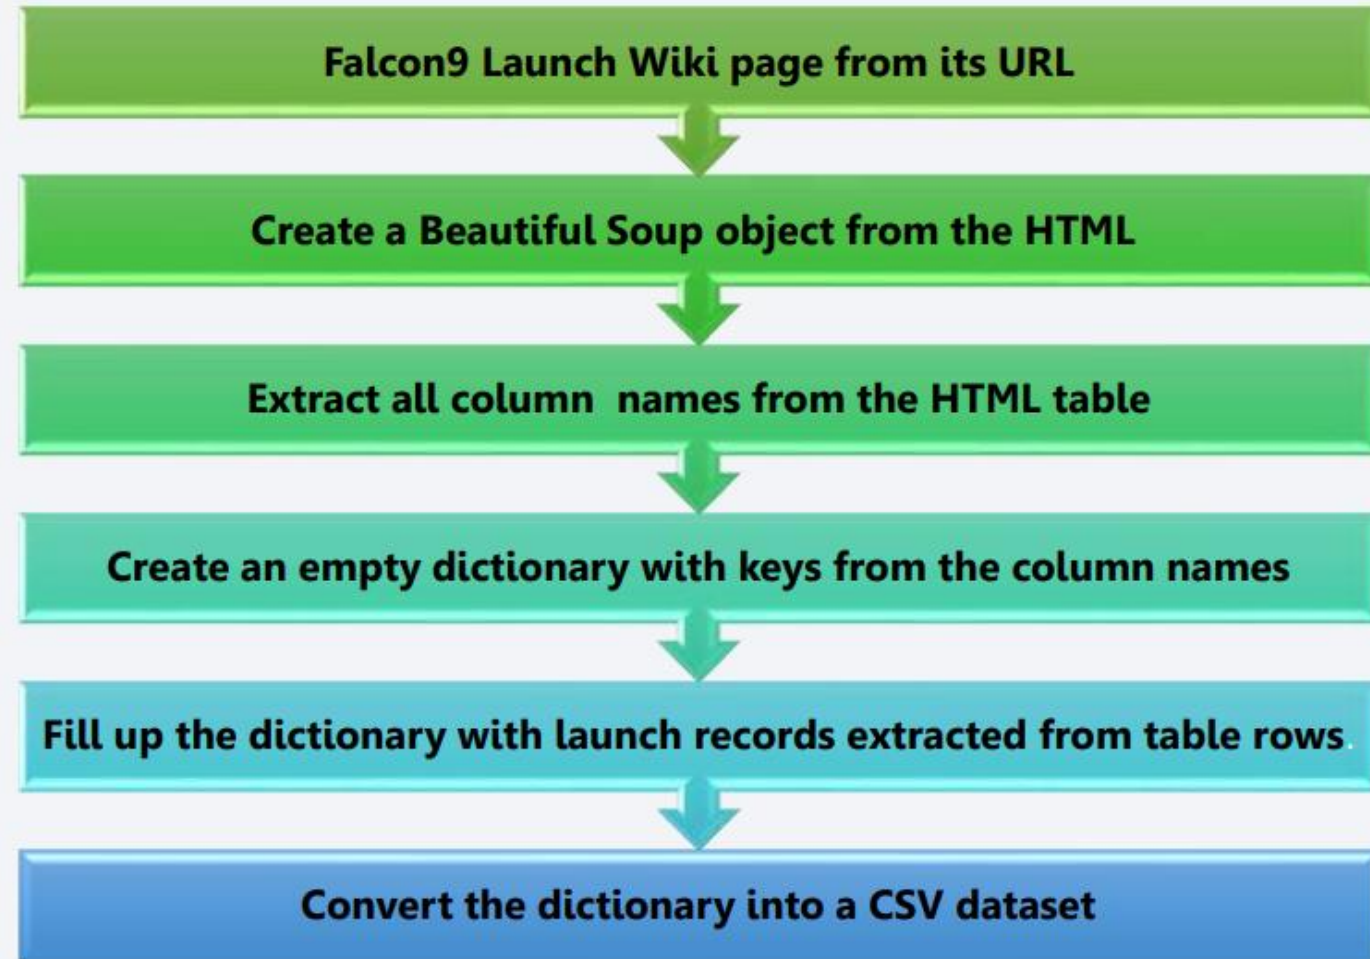 Falcon9 Launch Wiki page from its URL
Create a Beautiful Soup object from the HTML
Extract all column  names from the HTML table
Create an empty dictionary with keys from the column names
Fill up the dictionary with launch records extracted from table rows.
Convert the dictionary into a CSV dataset